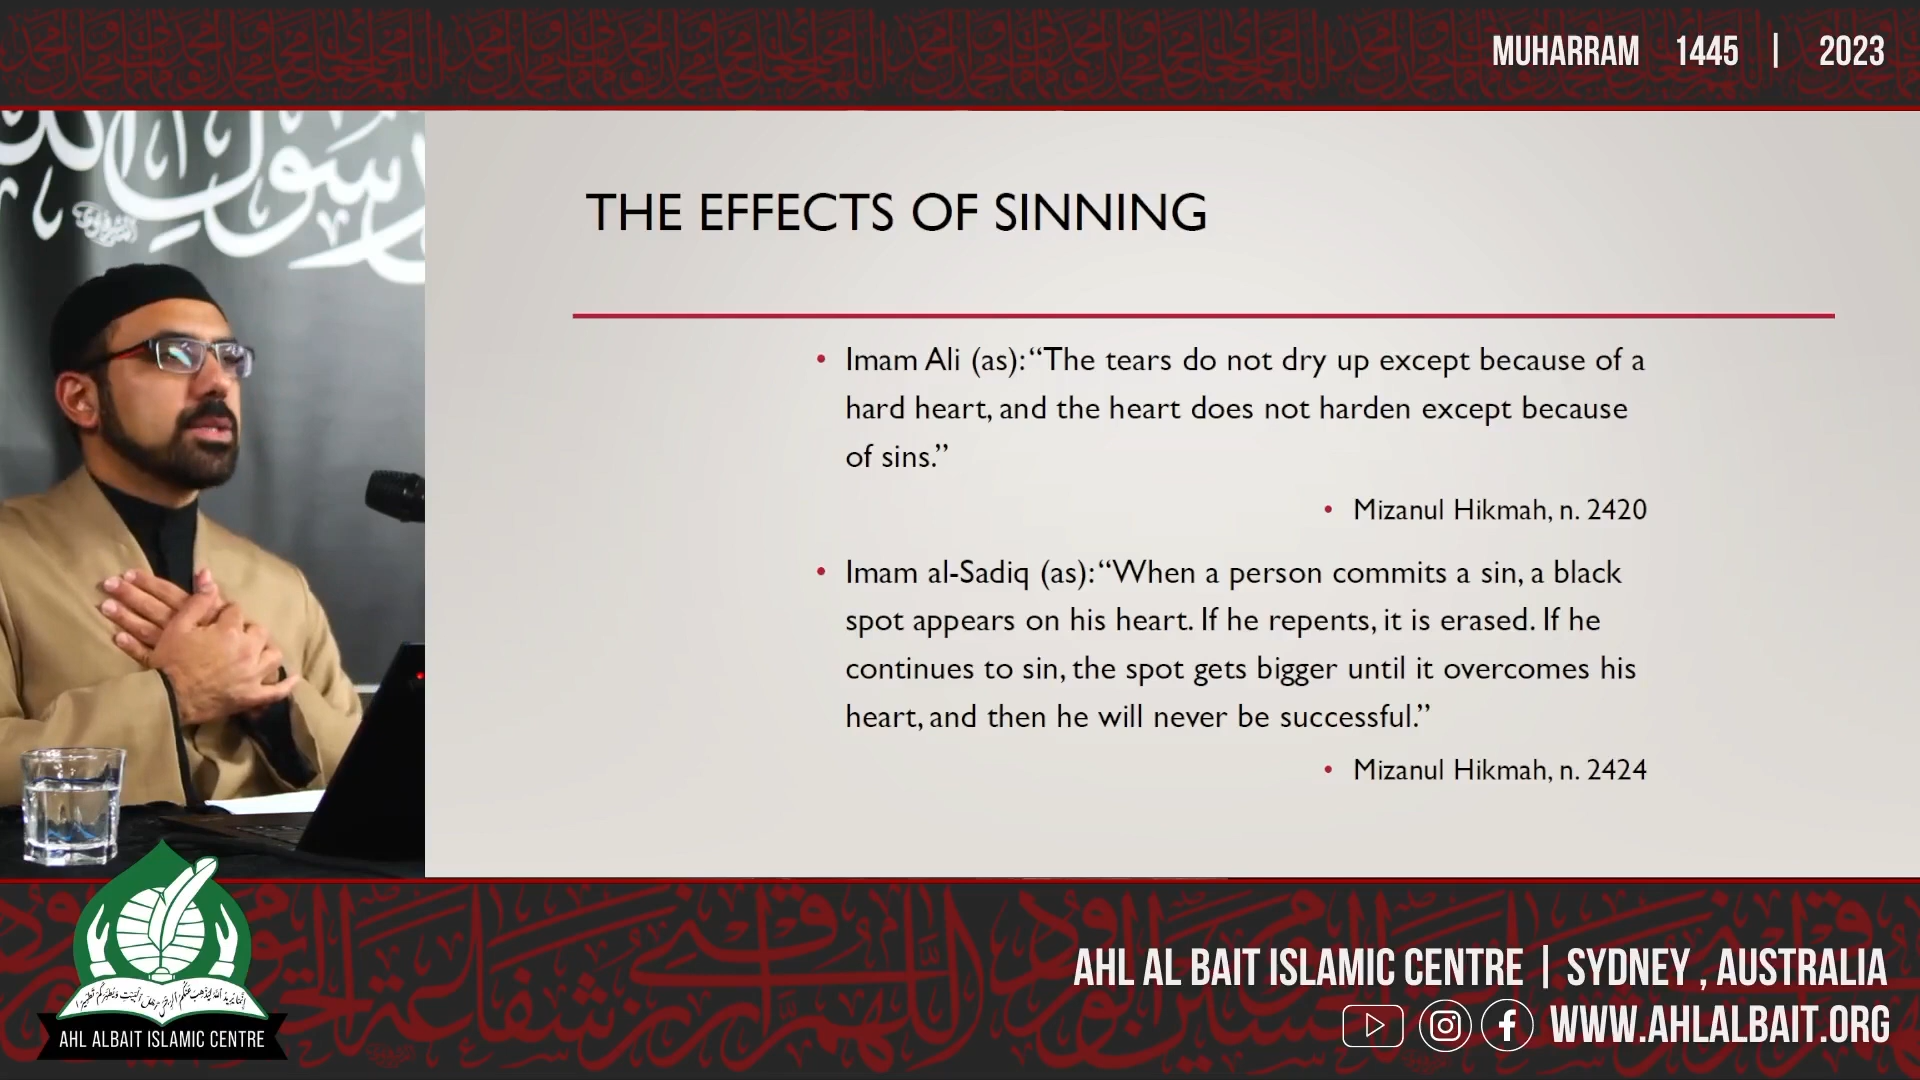 MUHARRAM 1445 | 2023
THE EFFECTS OF SINNING
• Imam Ali (as): “The tears do not dry up except because of a
hard heart, and the heart does not harden except because
of sins.”
• Mizanul Hikmah, n. 2420
• Imam al-Sadiq (as): “When a person commits a sin, a black
spot appears on his heart. If he repents, it is erased. If he
continues to sin, the spot gets bigger until it overcomes his
heart, and then he will never be successful.”
• Mizanul Hikmah, n. 2424
AHL ALBAIT ISLAMIC CENTRE
AHL AL BAIT ISLAMIC CENTRE | SYDNEY , AUSTRALIA
WWW.AHLALBAIT.ORG